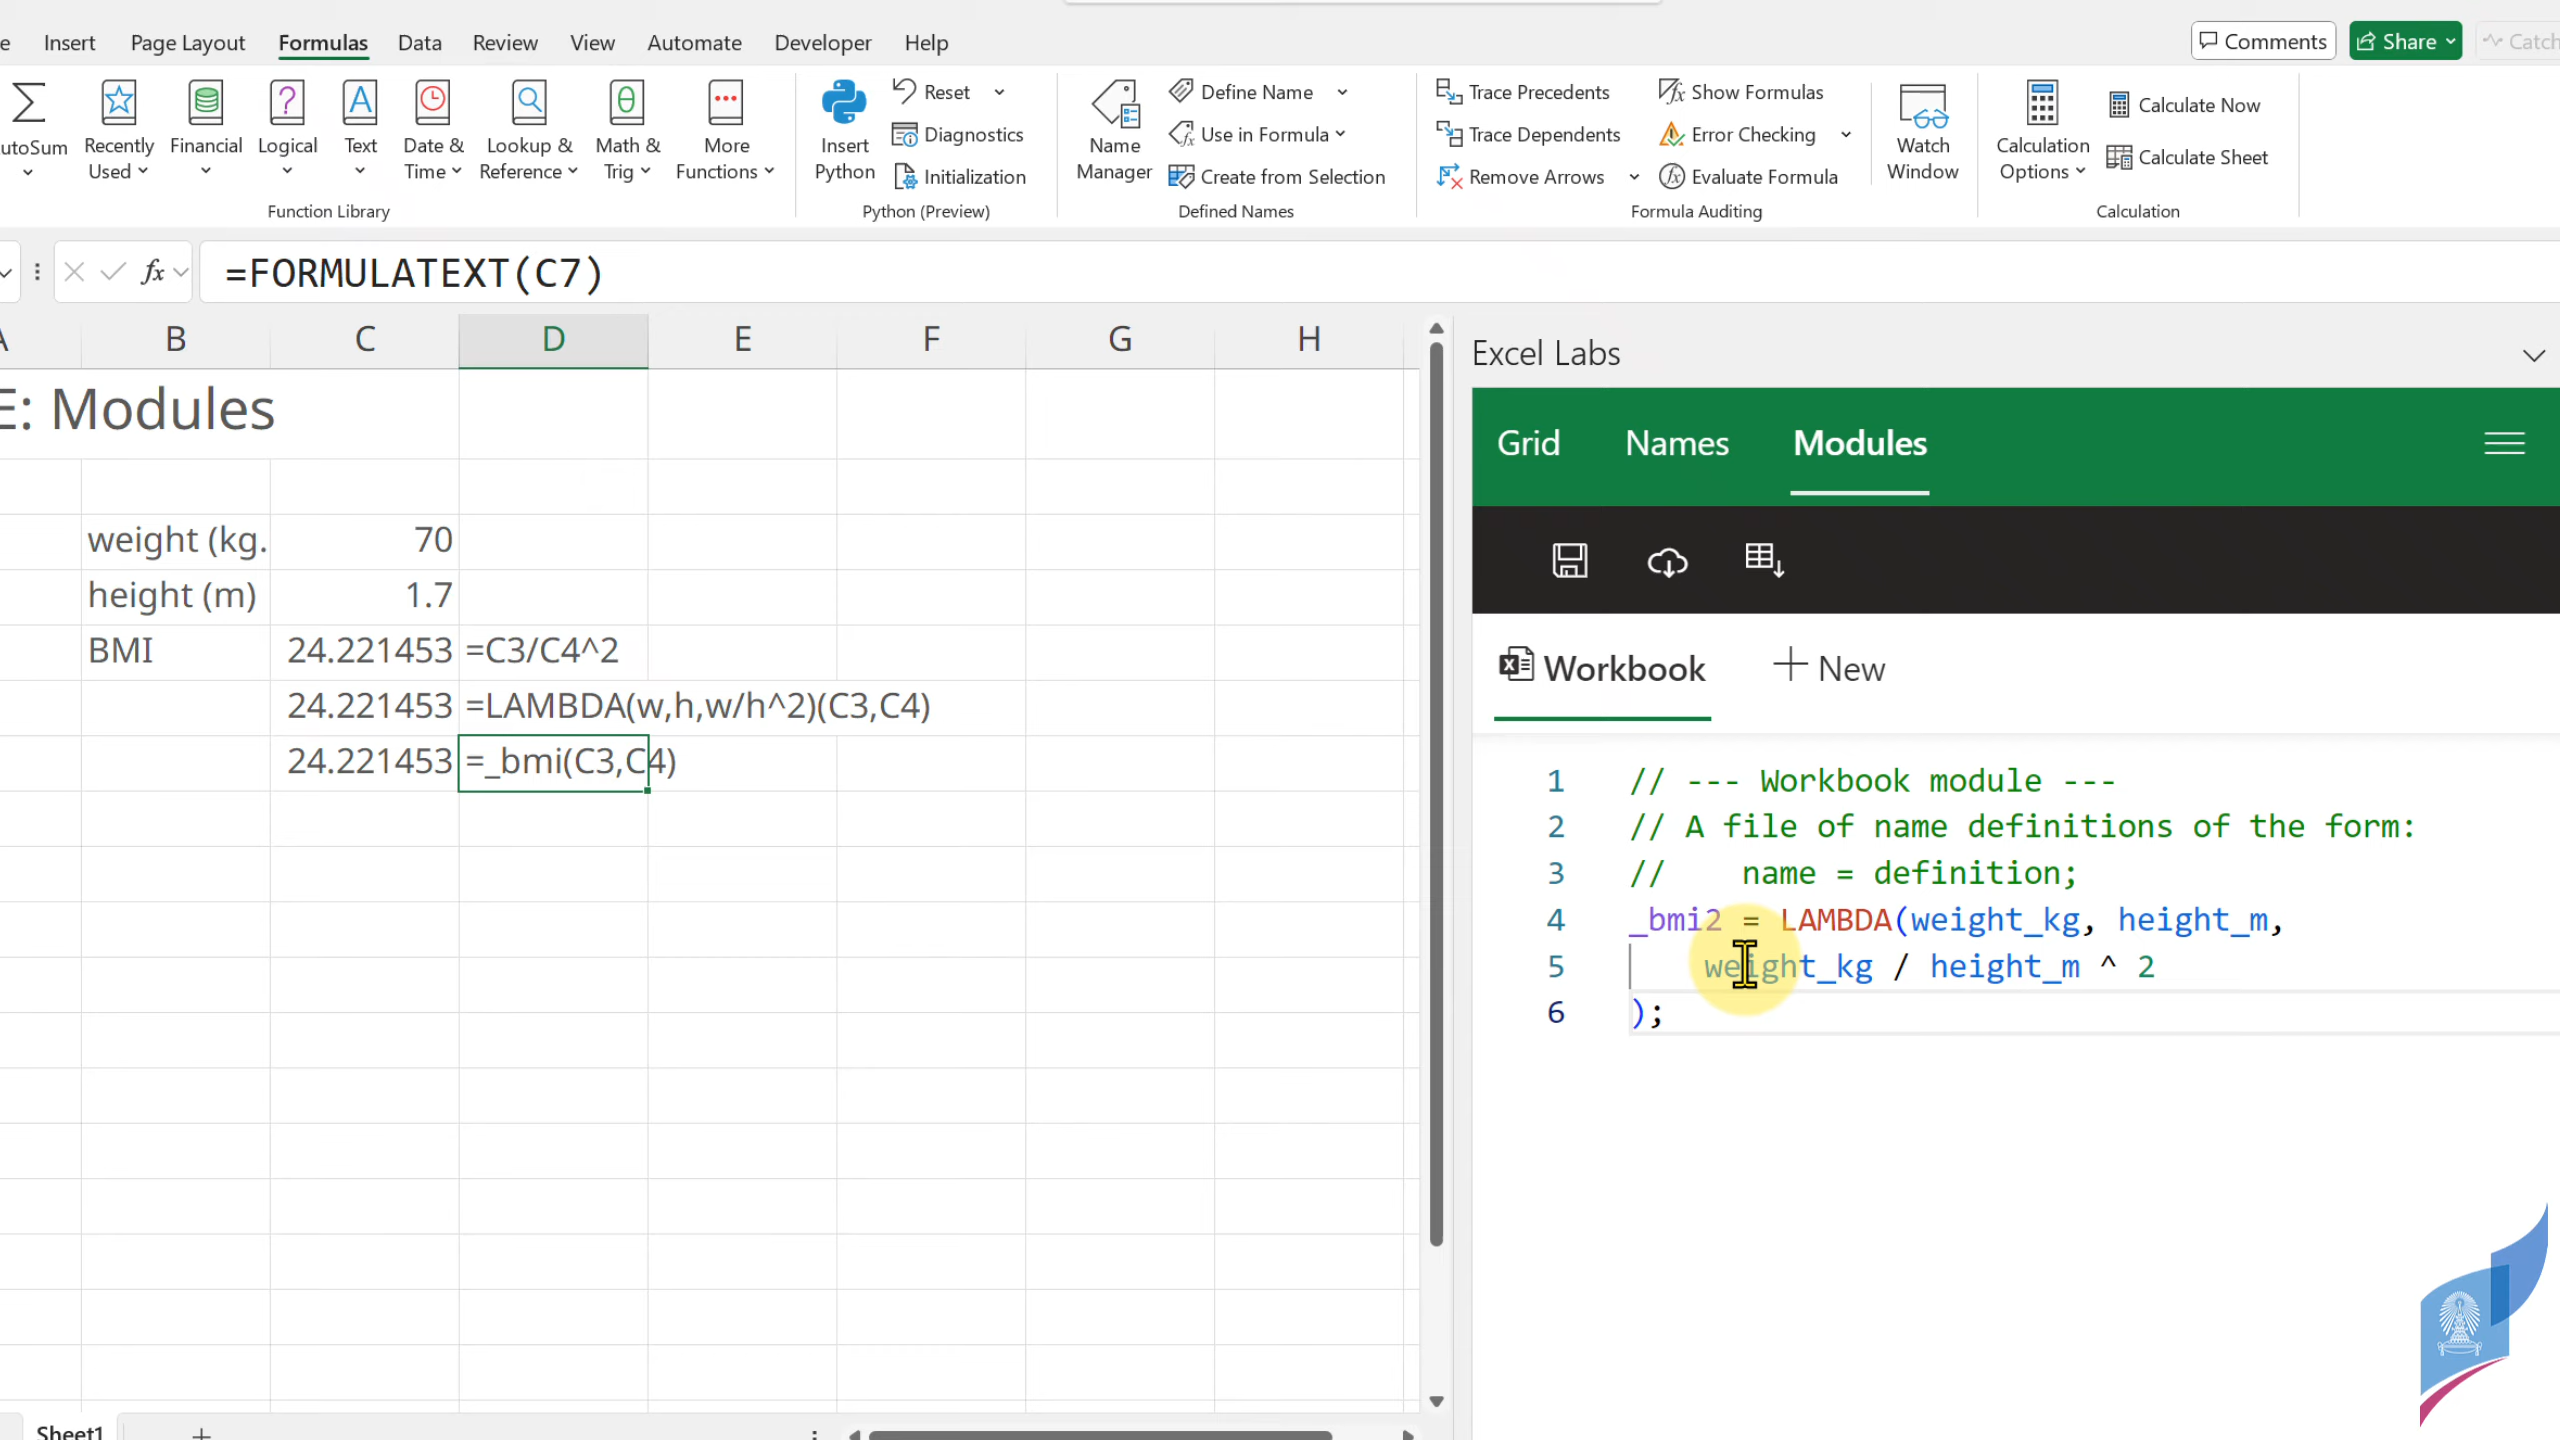 Insert Page Layout Formulas Data Review View Automate Developer Help Comments Share Catch
Recently Used Financial Logical Text Date & Time Lookup & Reference Math & Trig More Functions
Function Library
Insert Python Reset Diagnostics Initialization
Python (Preview)
Name Manager Define Name Use in Formula Create from Selection
Defined Names
Trace Precedents Trace Dependents Remove Arrows Show Formulas Error Checking Evaluate Formula
Formula Auditing
Watch Window
Calculation Options Calculate Now Calculate Sheet
Calculation
fx =FORMULATEXT(C7)
A B C D E F G H
E: Modules
weight (kg. 70
height (m) 1.7
BMI 24.221453 =C3/C4^2
24.221453 =LAMBDA(w,h,w/h^2)(C3,C4)
24.221453 =_bmi(C3,C4)
Sheet1
Excel Labs
Grid Names Modules
Workbook + New
1 // --- Workbook module ---
2 // A file of name definitions of the form:
3 //    name = definition;
4 _bmi2 = LAMBDA(weight_kg, height_m,
5     weight_kg / height_m ^ 2
6 );